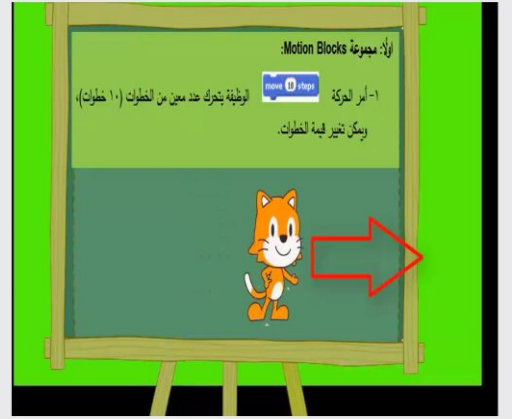 اولًا: مجموعة Motion Blocks:
١- أمر الحركة move 10 steps الوظيفة يتحرك عدد معين من الخطوات (١٠ خطوات)،
ويمكن تغيير قيمة الخطوات.